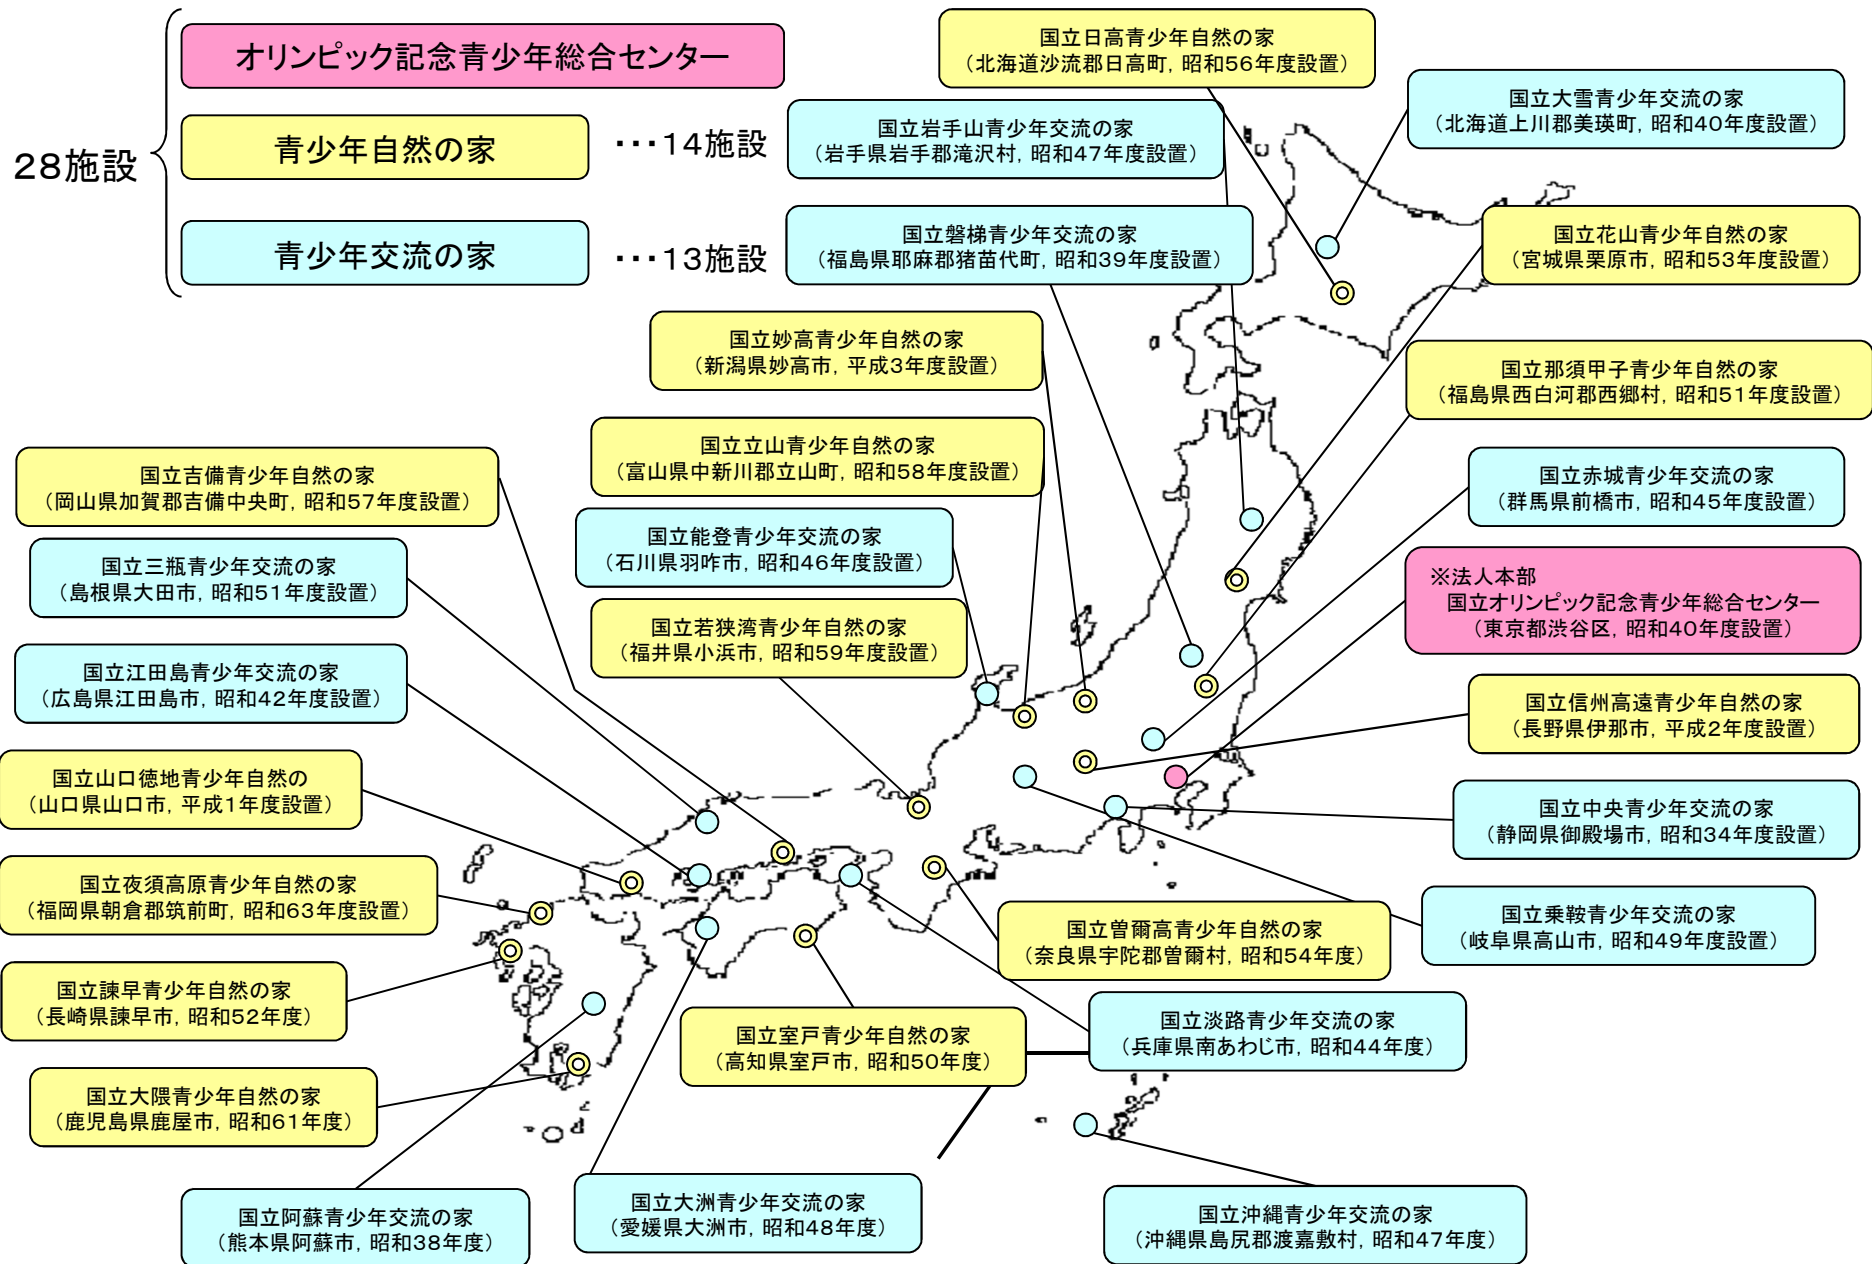 28施設
オリンピック記念青少年総合センター
青少年自然の家
・・・14施設
青少年交流の家
・・・13施設
国立日高青少年自然の家
（北海道沙流郡日高町，昭和56年度設置）
国立大雪青少年交流の家
（北海道上川郡美瑛町，昭和40年度設置）
国立岩手山青少年交流の家
（岩手県岩手郡滝沢村，昭和47年度設置）
国立磐梯青少年交流の家
（福島県耶麻郡猪苗代町，昭和39年度設置）
国立花山青少年自然の家
（宮城県栗原市，昭和53年度設置）
国立妙高青少年自然の家
（新潟県妙高市，平成3年度設置）
国立那須甲子青少年自然の家
（福島県西白河郡西郷村，昭和51年度設置）
国立立山青少年自然の家
（富山県中新川郡立山町，昭和58年度設置）
国立吉備青少年自然の家
（岡山県加賀郡吉備中央町，昭和57年度設置）
国立赤城青少年交流の家
（群馬県前橋市，昭和45年度設置）
国立能登青少年交流の家
（石川県羽咋市，昭和46年度設置）
国立三瓶青少年交流の家
（島根県大田市，昭和51年度設置）
※法人本部
国立オリンピック記念青少年総合センター
（東京都渋谷区，昭和40年度設置）
国立若狭湾青少年自然の家
（福井県小浜市，昭和59年度設置）
国立江田島青少年交流の家
（広島県江田島市，昭和42年度設置）
国立信州高遠青少年自然の家
（長野県伊那市，平成2年度設置）
国立山口徳地青少年自然の
（山口県山口市，平成1年度設置）
国立中央青少年交流の家
（静岡県御殿場市，昭和34年度設置）
国立夜須高原青少年自然の家
（福岡県朝倉郡筑前町，昭和63年度設置）
国立曽爾高青少年自然の家
（奈良県宇陀郡曽爾村，昭和54年度）
国立乗鞍青少年交流の家
（岐阜県高山市，昭和49年度設置）
国立諫早青少年自然の家
（長崎県諫早市，昭和52年度）
国立室戸青少年自然の家
（高知県室戸市，昭和50年度）
国立淡路青少年交流の家
（兵庫県南あわじ市，昭和44年度）
国立大隈青少年自然の家
（鹿児島県鹿屋市，昭和61年度）
国立阿蘇青少年交流の家
（熊本県阿蘇市，昭和38年度）
国立大洲青少年交流の家
（愛媛県大洲市，昭和48年度）
国立沖縄青少年交流の家
（沖縄県島尻郡渡嘉敷村，昭和47年度）